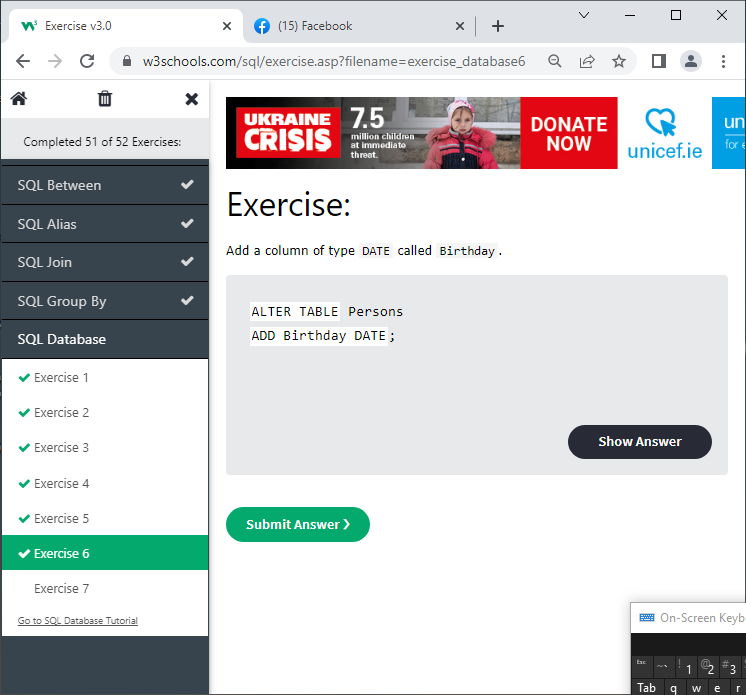 Exercise v3.0
(15) Facebook
w3schools.com/sql/exercise.asp?filename=exercise_database6
Completed 51 of 52 Exercises:
SQL Between
SQL Alias
SQL Join
SQL Group By
SQL Database
Exercise 1
Exercise 2
Exercise 3
Exercise 4
Exercise 5
Exercise 6
Exercise 7
Go to SQL Database Tutorial
UKRAINE
CRISIS
7.5
million children
at immediate
threat.
DONATE
NOW
unicef.ie
un
for e
Exercise:
Add a column of type DATE called Birthday.
ALTER TABLE Persons
ADD Birthday DATE;
Show Answer
Submit Answer ❯
On-Screen Keyb
Esc ~ ` ! 1 @ 2 # 3
Tab q w e r